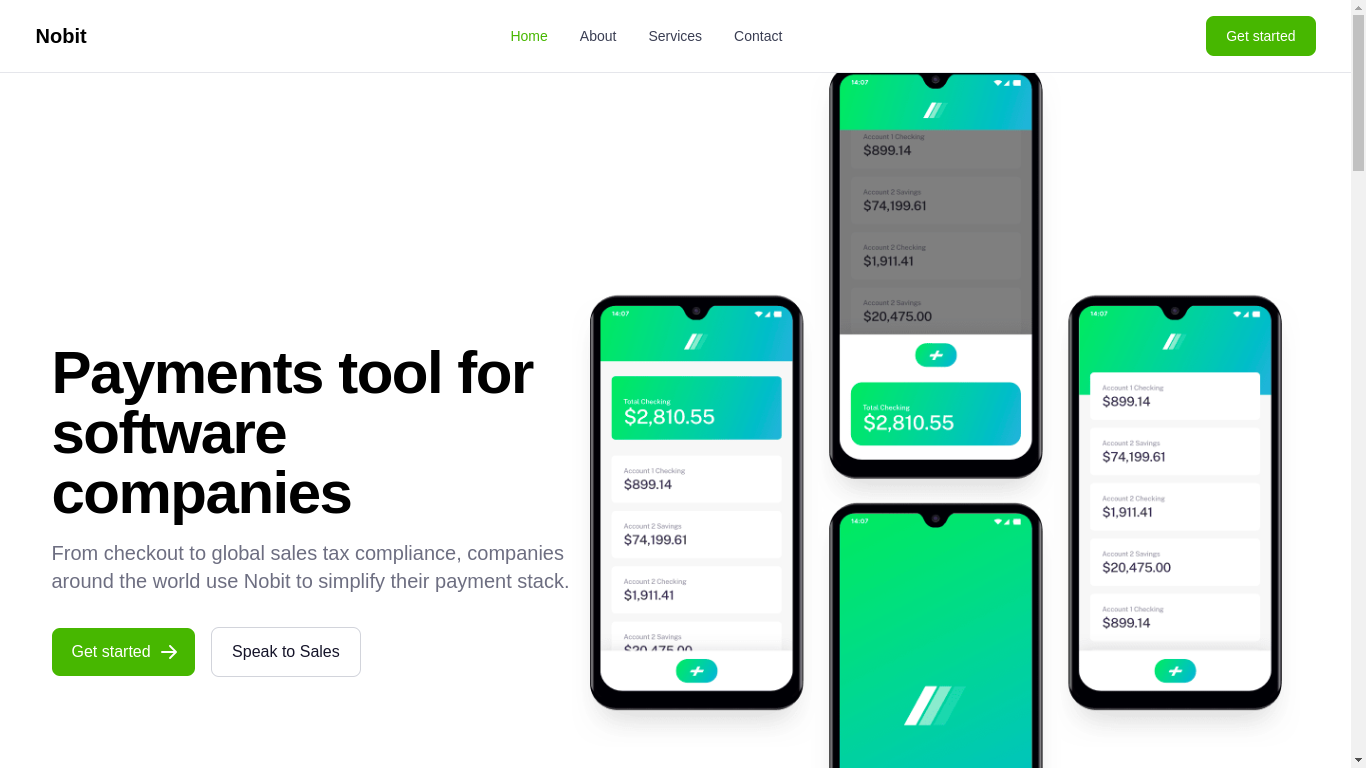 Nobit
Home
About
Services
Contact
Get started
Payments tool for
software
companies
From checkout to global sales tax compliance, companies
around the world use Nobit to simplify their payment stack.
Get started
Speak to Sales
14:07
Total Checking
$2,810.55
Account 1 Checking
$899.14
Account 2 Savings
$74,199.61
Account 2 Checking
$1,911.41
Account 2 Savings
$20,475.00
14:07
Account 1 Checking
$899.14
Account 2 Savings
$74,199.61
Account 2 Checking
$1,911.41
Account 2 Savings
$20,475.00
Total Checking
$2,810.55
14:07
14:07
Account 1 Checking
$899.14
Account 2 Savings
$74,199.61
Account 2 Checking
$1,911.41
Account 2 Savings
$20,475.00
Account 1 Checking
$899.14